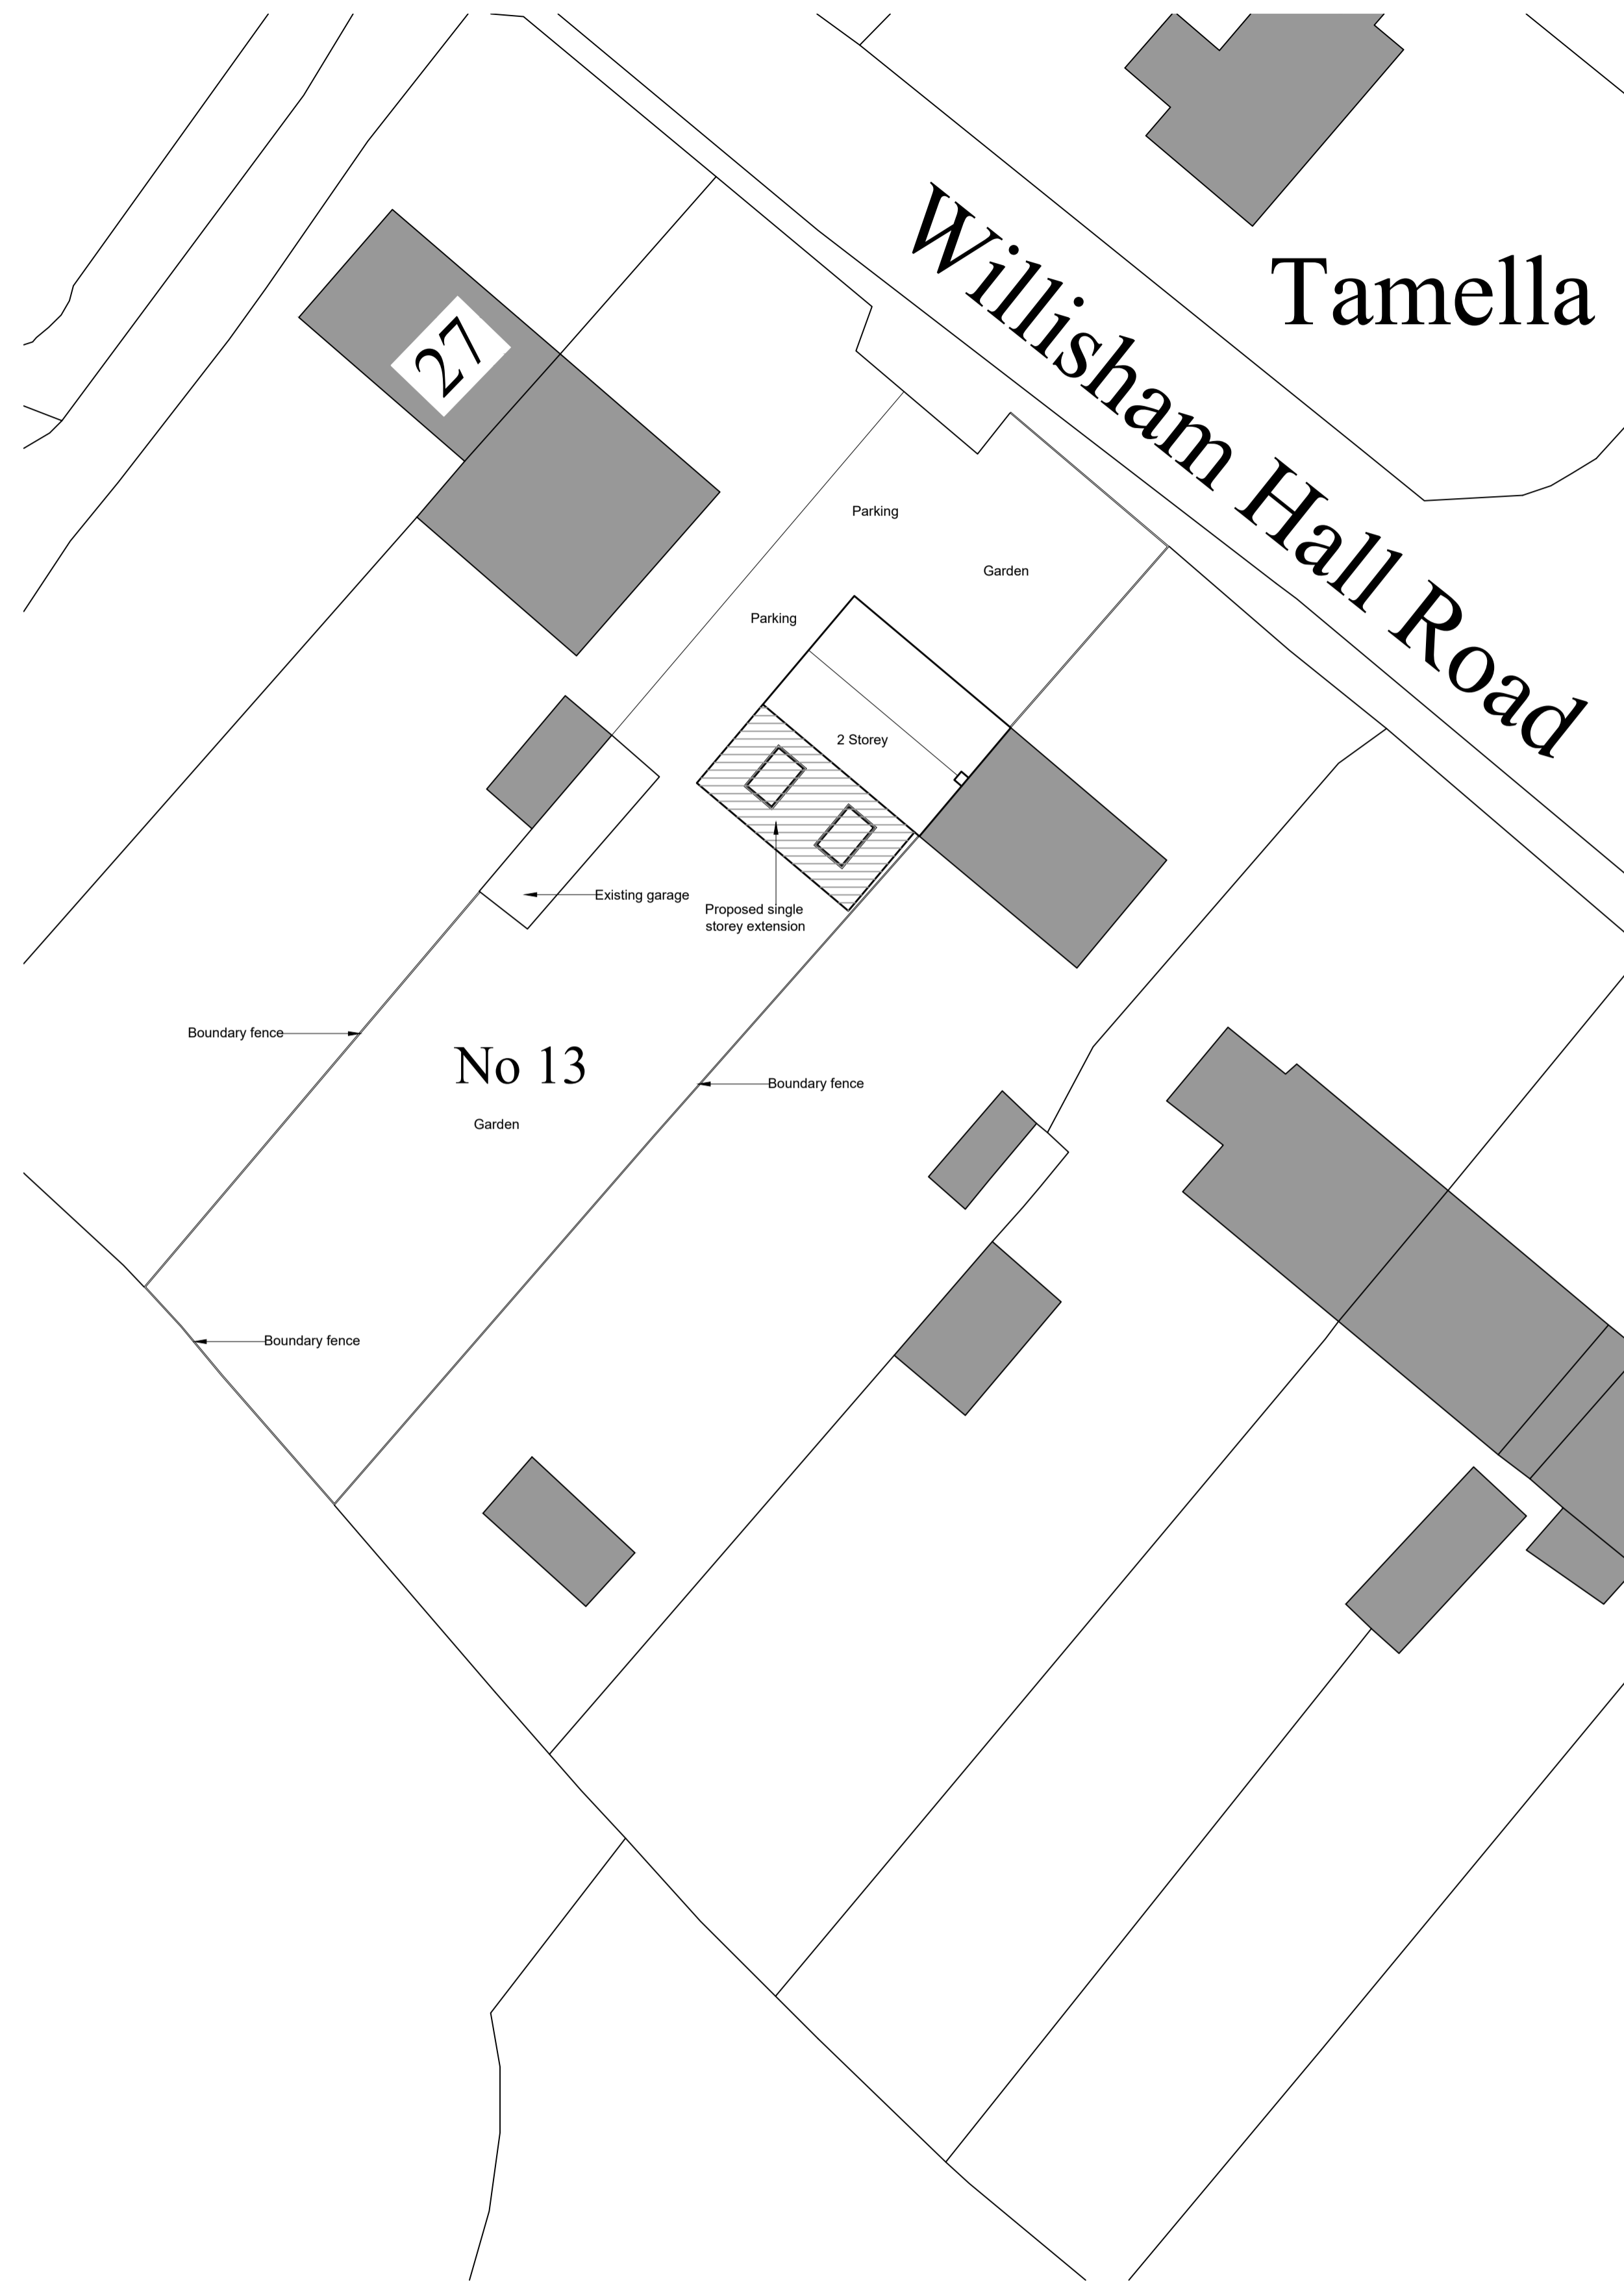 Willisham Hall Road
Tamella
27
Parking
Garden
Parking
2 Storey
Existing garage
Proposed single
storey extension
Boundary fence
No 13
Boundary fence
Garden
Boundary fence